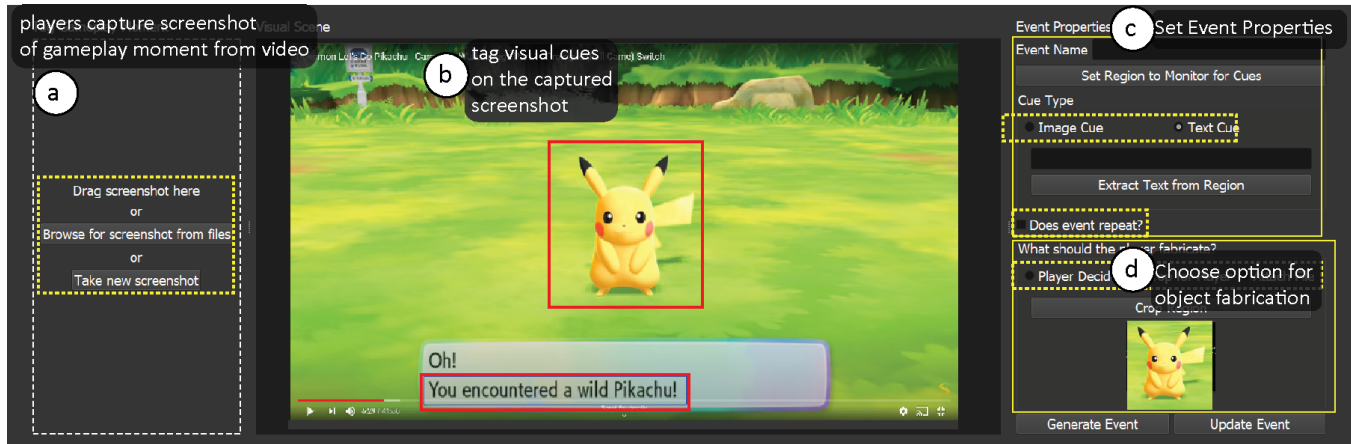 players capture screenshot
of gameplay moment from video
a
Drag screenshot here
or
Browse for screenshot from files
or
Take new screenshot
Visual Scene
b
tag visual cues
on the captured
screenshot
Switch
Oh!
You encountered a wild Pikachu!
Event Properties
c
Set Event Properties
Event Name
Set Region to Monitor for Cues
Cue Type
Image Cue
Text Cue
Extract Text from Region
Does event repeat?
What should the player fabricate?
Player Decid
d
Choose option for
object fabrication
Crop Region
Generate Event
Update Event